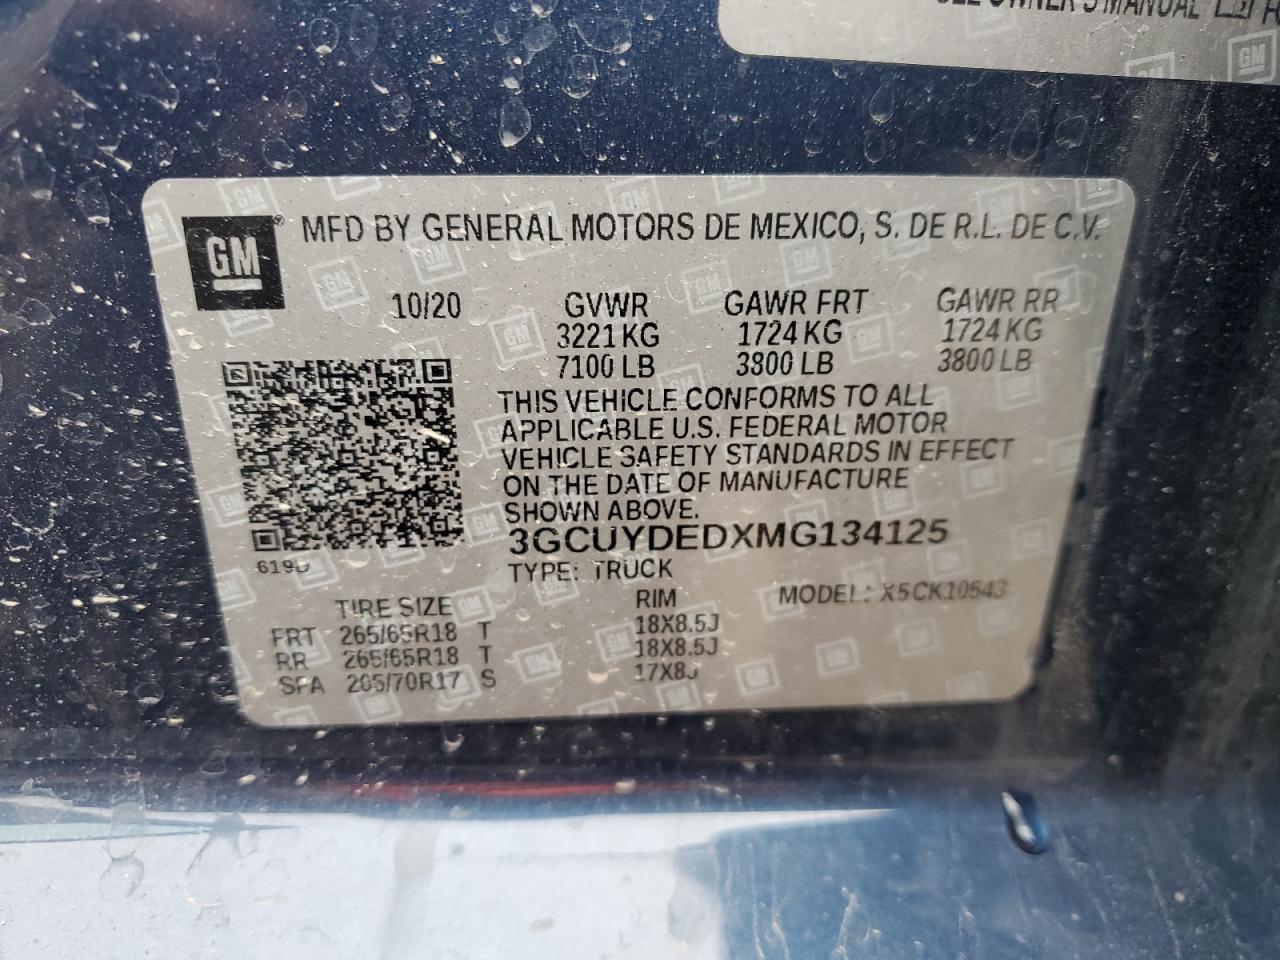 SEE OWNER'S MANUAL
GM
MFD BY GENERAL MOTORS DE MEXICO, S. DE R.L. DE C.V.
10/20 GVWR GAWR FRT GAWR RR
3221 KG 1724 KG 1724 KG
7100 LB 3800 LB 3800 LB
THIS VEHICLE CONFORMS TO ALL
APPLICABLE U.S. FEDERAL MOTOR
VEHICLE SAFETY STANDARDS IN EFFECT
ON THE DATE OF MANUFACTURE
SHOWN ABOVE.
3GCUYDEDXMG134125
TYPE: TRUCK
MODEL: X5CK10543
TIRE SIZE RIM
FRT 265/65R18 T 18X8.5J
RR 265/65R18 T 18X8.5J
SPA 265/70R17 S 17X8J